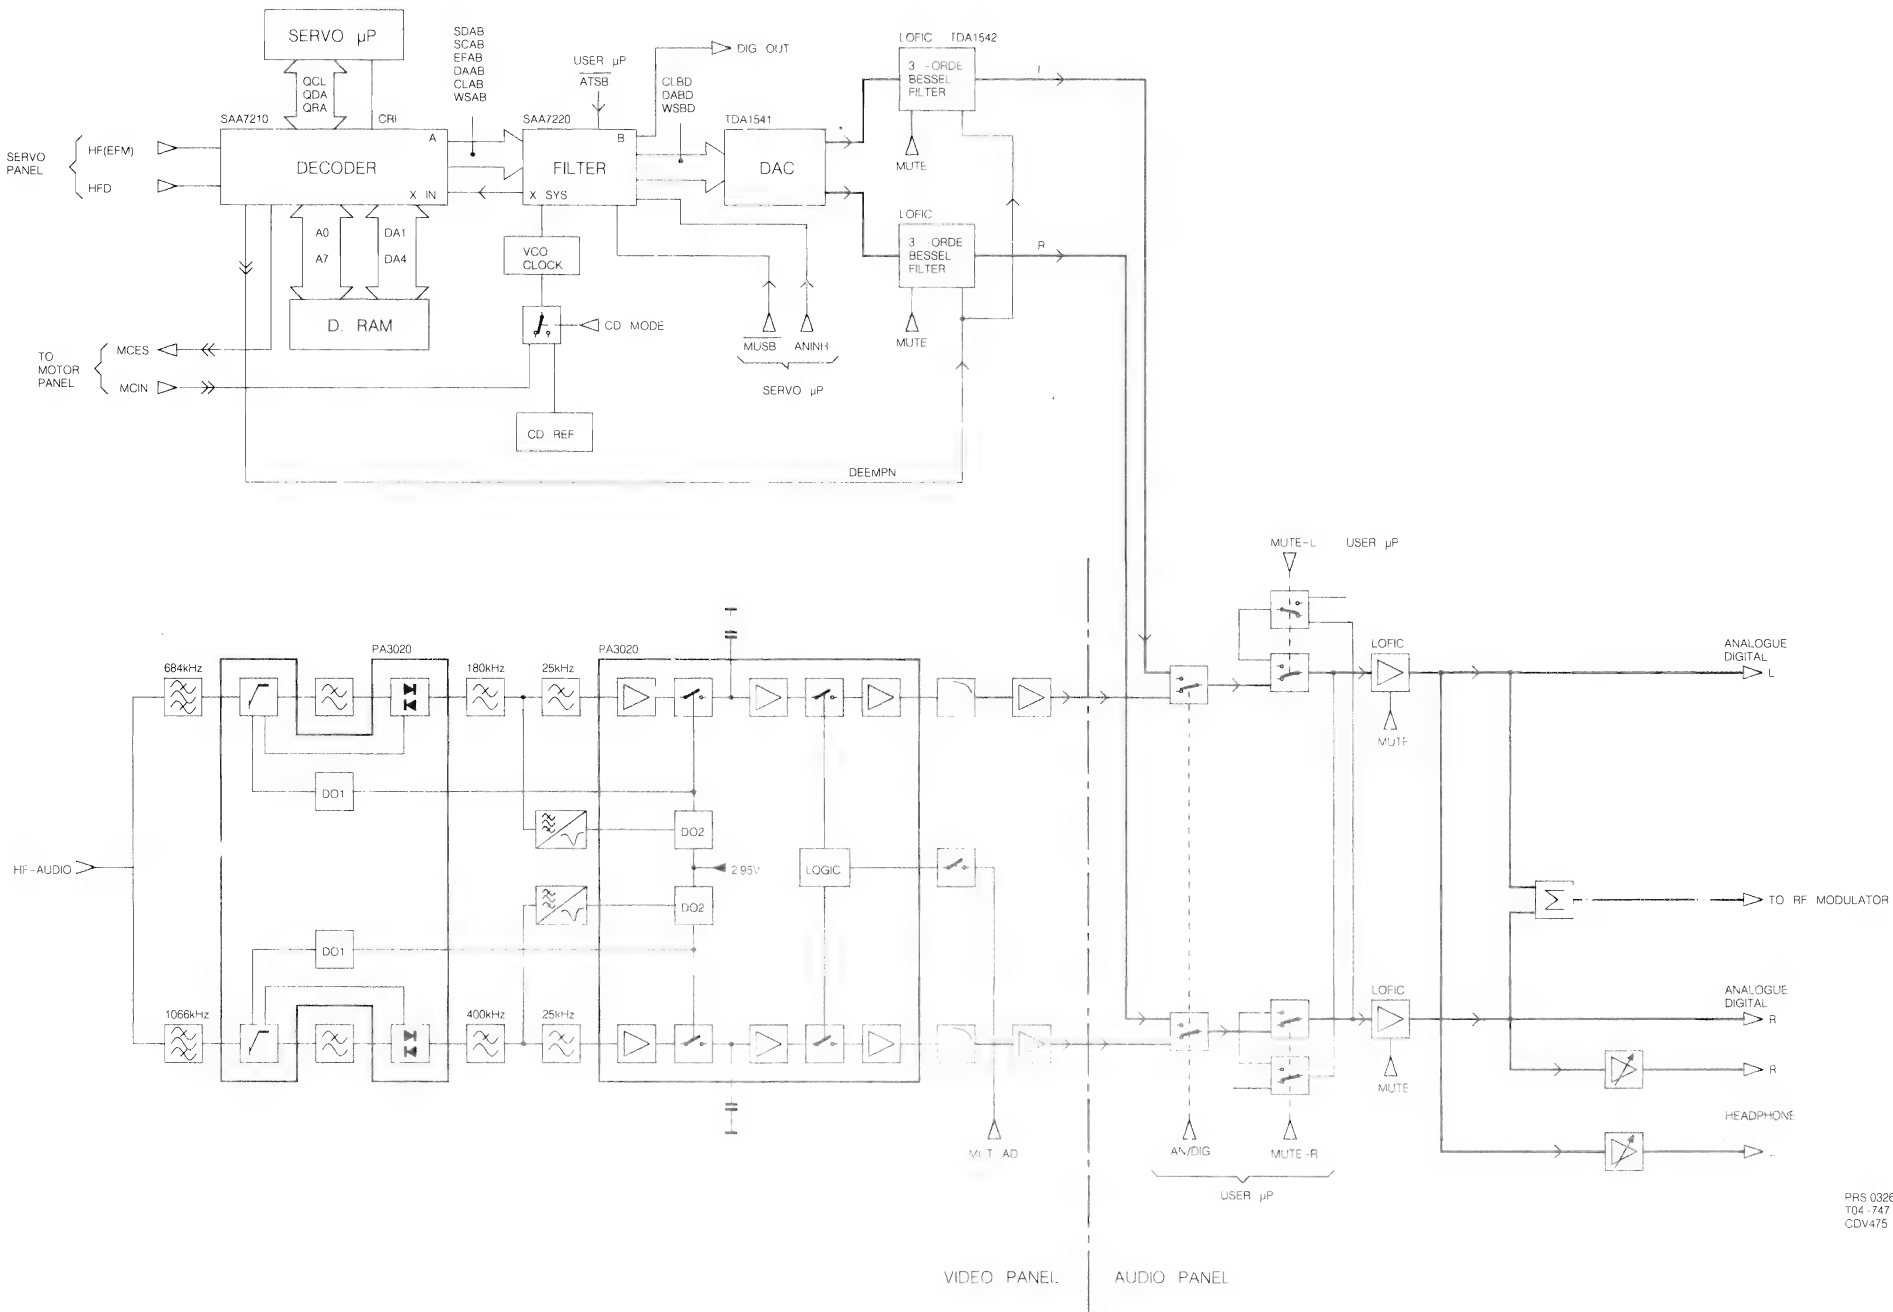 SERVO µP
QCL
QDA
QRA
SDAB
SCAB
EFAB
DAAB
CLAB
WSAB
USER µP
ATSB
DIG OUT
CLBD
DABD
WSBD
LOFIC TDA1542
3 -ORDE
BESSEL
FILTER
MUTE
SAA7210
CRI
A
DECODER
X IN
SAA7220
B
FILTER
X SYS
TDA1541
DAC
SERVO
PANEL
HF(EFM)
HFD
LOFIC
3 -ORDE
BESSEL
FILTER
R
MUTE
A0
A7
DA1
DA4
D. RAM
VCO
CLOCK
CD MODE
MUSB
ANINH
SERVO µP
TO
MOTOR
PANEL
MCES
MCIN
CD REF
DEEMPN
MUTE-L
USER µP
684kHz
PA3020
180kHz
25kHz
PA3020
LOFIC
MUTE
ANALOGUE
DIGITAL
L
DO1
DO2
2.95V
LOGIC
DO2
DO1
HF-AUDIO
Σ
TO RF MODULATOR
1066kHz
400kHz
25kHz
LOFIC
MUTE
ANALOGUE
DIGITAL
R
R
HEADPHONE
AD
AN/DIG
MUTE-R
USER µP
PRS 0326
T04-747
CDV475
VIDEO PANEL
AUDIO PANEL